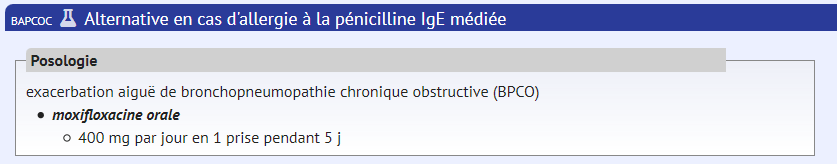 BAPCOC Alternative en cas d'allergie à la pénicilline IgE médiée
Posologie
exacerbation aiguë de bronchopneumopathie chronique obstructive (BPCO)
moxifloxacine orale
400 mg par jour en 1 prise pendant 5 j